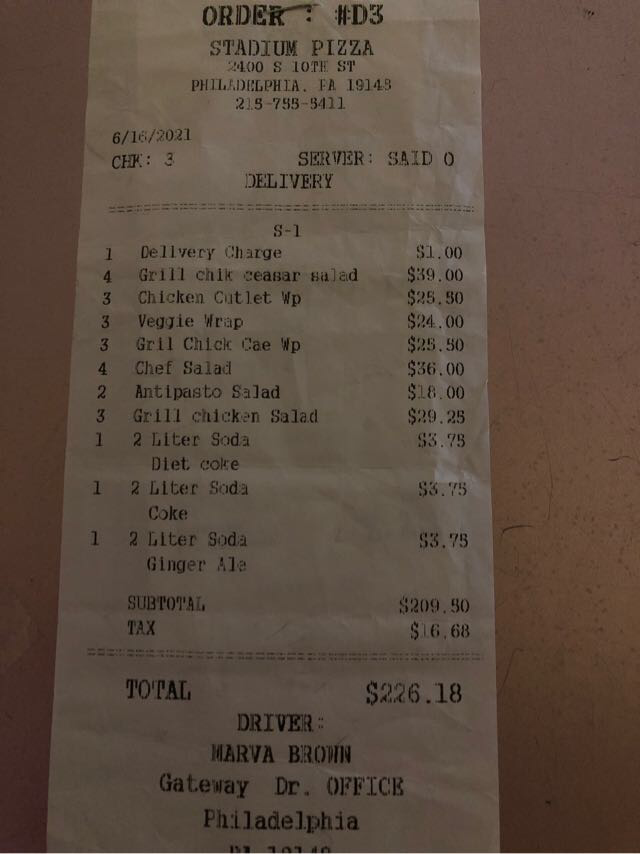 ORDER : #D3
STADIUM PIZZA
2400 S 10TH ST
PHILADELPHIA, PA 19148
215-755-5411
6/16/2021
CHK: 3 SERVER: SAID O
DELIVERY
S-1
1 Delivery Charge $1.00
4 Grill chik ceasar salad $39.00
3 Chicken Cutlet Wp $25.50
3 Veggie Wrap $24.00
3 Gril Chick Cae Wp $25.50
4 Chef Salad $36.00
2 Antipasto Salad $18.00
3 Grill chicken Salad $29.25
1 2 Liter Soda $3.75
Diet coke
1 2 Liter Soda $3.75
Coke
1 2 Liter Soda $3.75
Ginger Ale
SUBTOTAL $209.50
TAX $16.68
TOTAL $226.18
DRIVER:
MARVA BROWN
Gateway Dr. OFFICE
Philadelphia